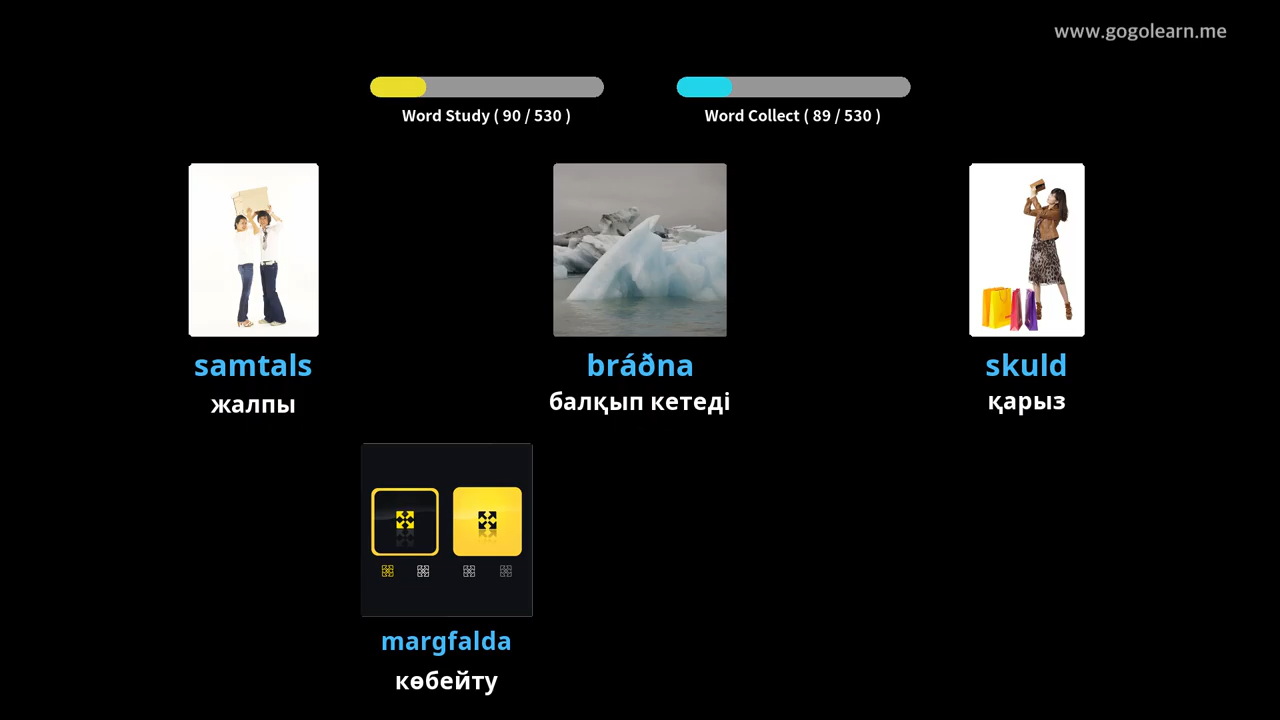 www.gogolearn.me
Word Study ( 90 / 530 )
Word Collect ( 89 / 530 )
samtals
жалпы
bráðna
балқып кетеді
skuld
қарыз
margfalda
көбейту